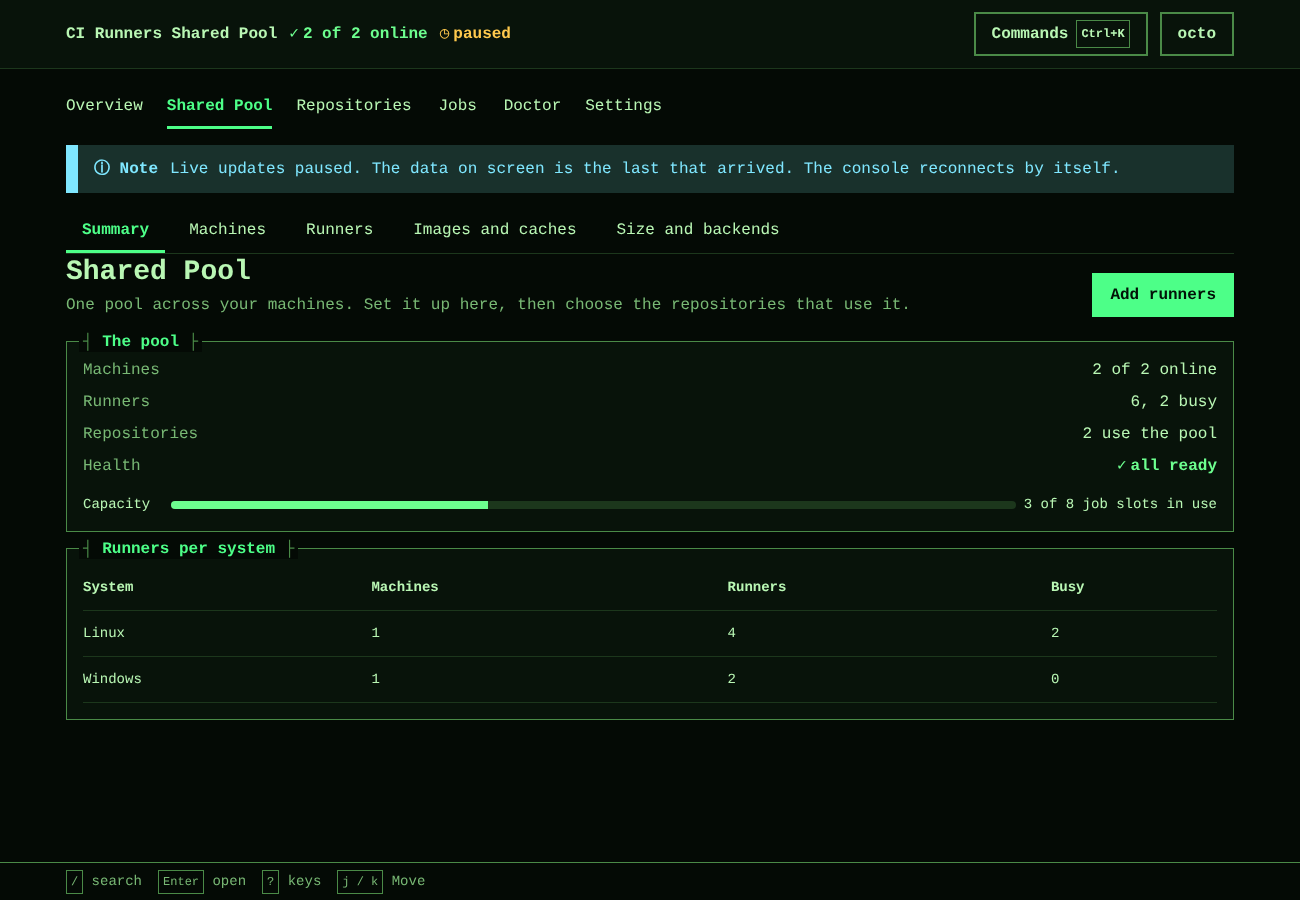 CI Runners Shared Pool ✓ 2 of 2 online ◷ paused Commands Ctrl+K octo
Overview Shared Pool Repositories Jobs Doctor Settings
ⓘ Note Live updates paused. The data on screen is the last that arrived. The console reconnects by itself.
Summary Machines Runners Images and caches Size and backends
Shared Pool
One pool across your machines. Set it up here, then choose the repositories that use it.
Add runners
┤ The pool ├
Machines 2 of 2 online
Runners 6, 2 busy
Repositories 2 use the pool
Health ✓ all ready
Capacity 3 of 8 job slots in use
┤ Runners per system ├
System Machines Runners Busy
Linux 1 4 2
Windows 1 2 0
/ search Enter open ? keys j / k Move